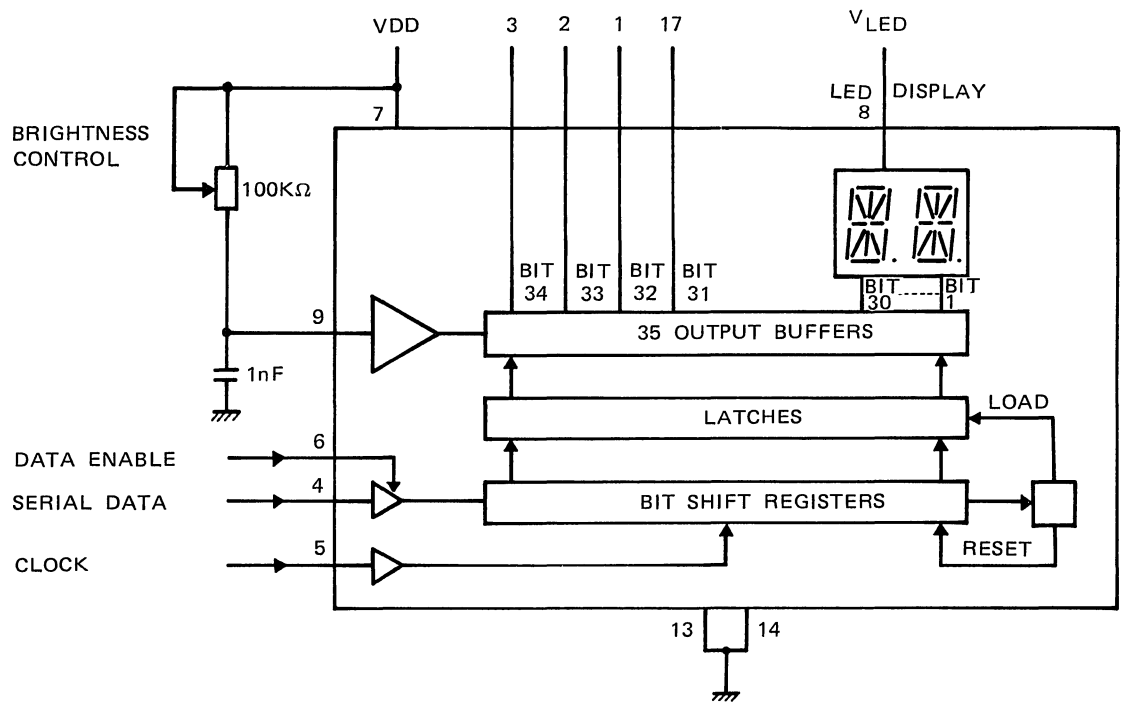 VDD
3
2
1
17
VLED
LED DISPLAY
7
8
BRIGHTNESS
CONTROL
100KΩ
BIT
34
BIT
33
BIT
32
BIT
31
BIT
30
BIT
1
9
35 OUTPUT BUFFERS
1nF
LATCHES
LOAD
6
DATA ENABLE
4
SERIAL DATA
BIT SHIFT REGISTERS
5
CLOCK
RESET
13
14